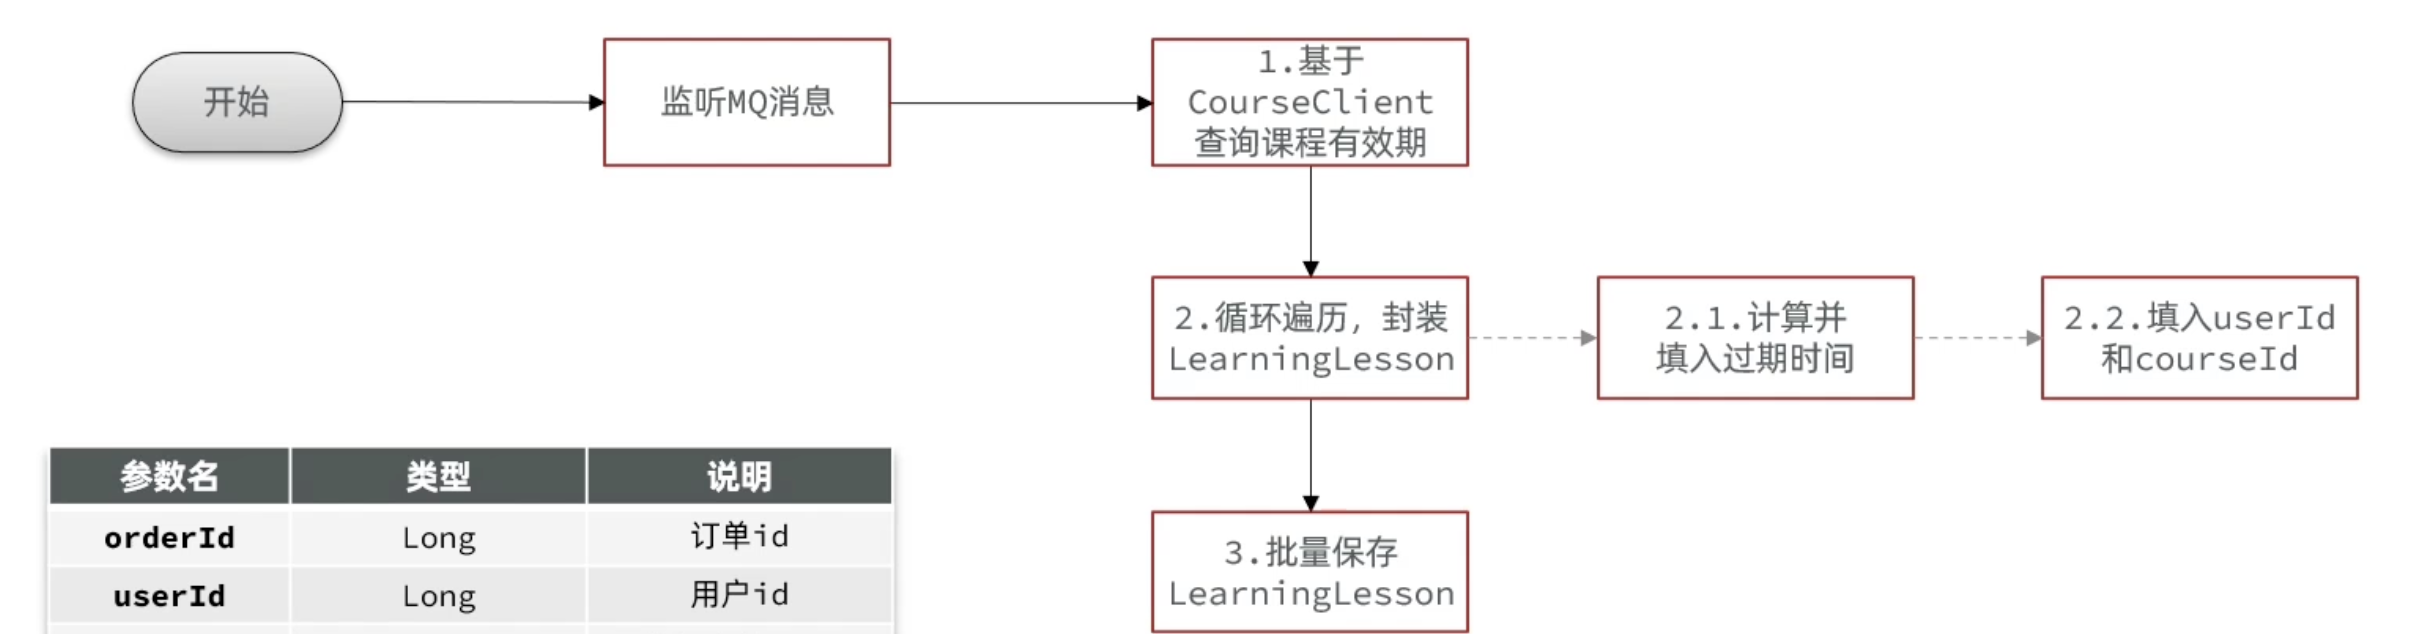 开始
监听MQ消息
1.基于
CourseClient
查询课程有效期
2.循环遍历, 封装
LearningLesson
2.1.计算并
填入过期时间
2.2.填入userId
和courseId
3.批量保存
LearningLesson
参数名 类型 说明
orderId Long 订单id
userId Long 用户id